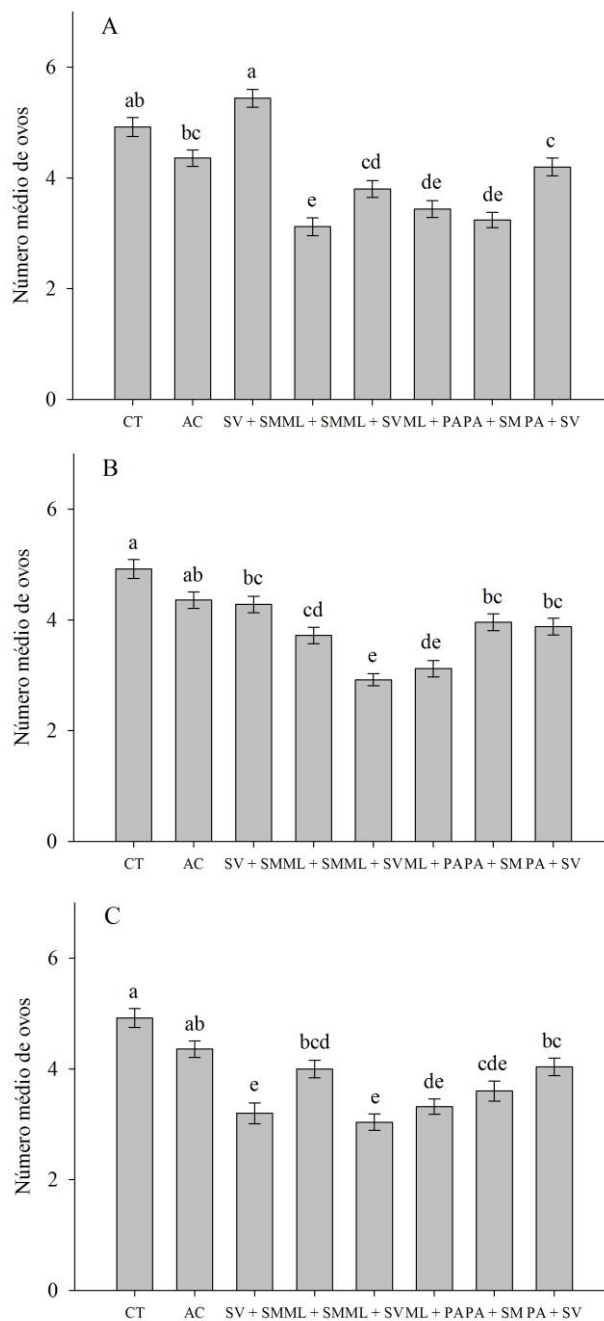 A
Número médio de ovos
6
4
2
0
ab
bc
a
e
cd
de
de
c
CT AC SV + SM ML + SM ML + SV ML + PA PA + SM PA + SV
B
Número médio de ovos
6
4
2
0
a
ab
bc
cd
e
de
bc
bc
CT AC SV + SM ML + SM ML + SV ML + PA PA + SM PA + SV
C
Número médio de ovos
6
4
2
0
a
ab
e
bcd
e
de
cde
bc
CT AC SV + SM ML + SM ML + SV ML + PA PA + SM PA + SV